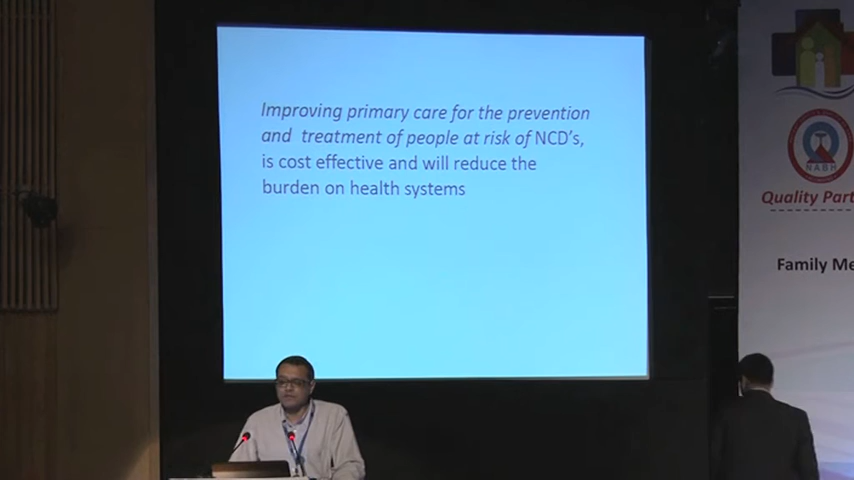 Improving primary care for the prevention
and treatment of people at risk of NCD's,
is cost effective and will reduce the
burden on health systems
NABH
Quality Part
Family Me